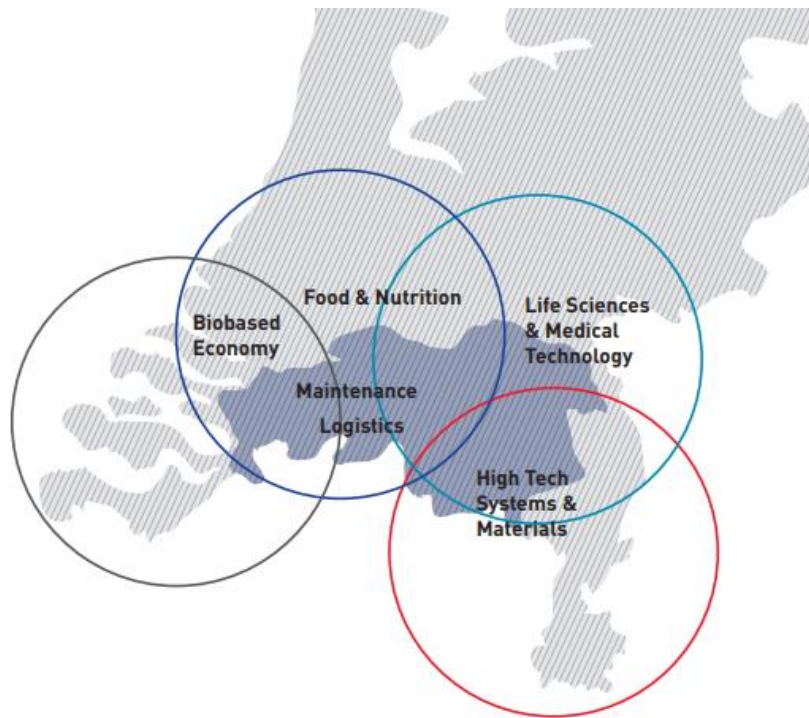 Food & Nutrition
Biobased
Economy
Life Sciences
& Medical
Technology
Maintenance
Logistics
High Tech
Systems &
Materials